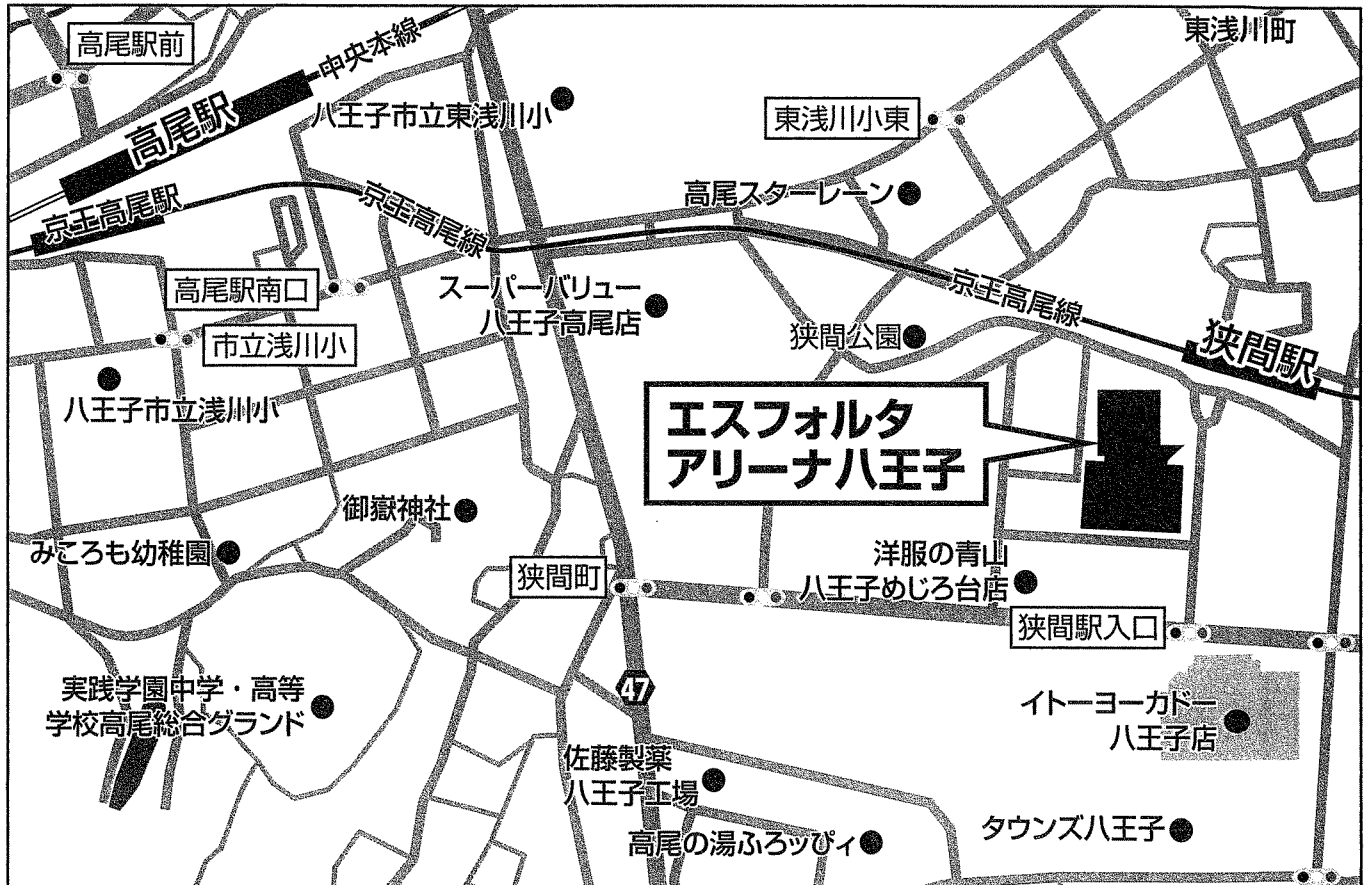 高尾駅前
中央本線
東浅川町
高尾駅
八王子市立東浅川小
東浅川小東
京王高尾駅
京王高尾線
高尾スターレーン
高尾駅南口
スーパーバリュー
八王子高尾店
京王高尾線
市立浅川小
狭間公園
狭間駅
八王子市立浅川小
エスフォルタ
アリーナ八王子
御嶽神社
みころも幼稚園
狭間町
洋服の青山
八王子めじろ台店
狭間駅入口
47
実践学園中学・高等
学校高尾総合グランド
イトーヨーカドー
八王子店
佐藤製薬
八王子工場
高尾の湯ふろッぴィ
タウンズ八王子